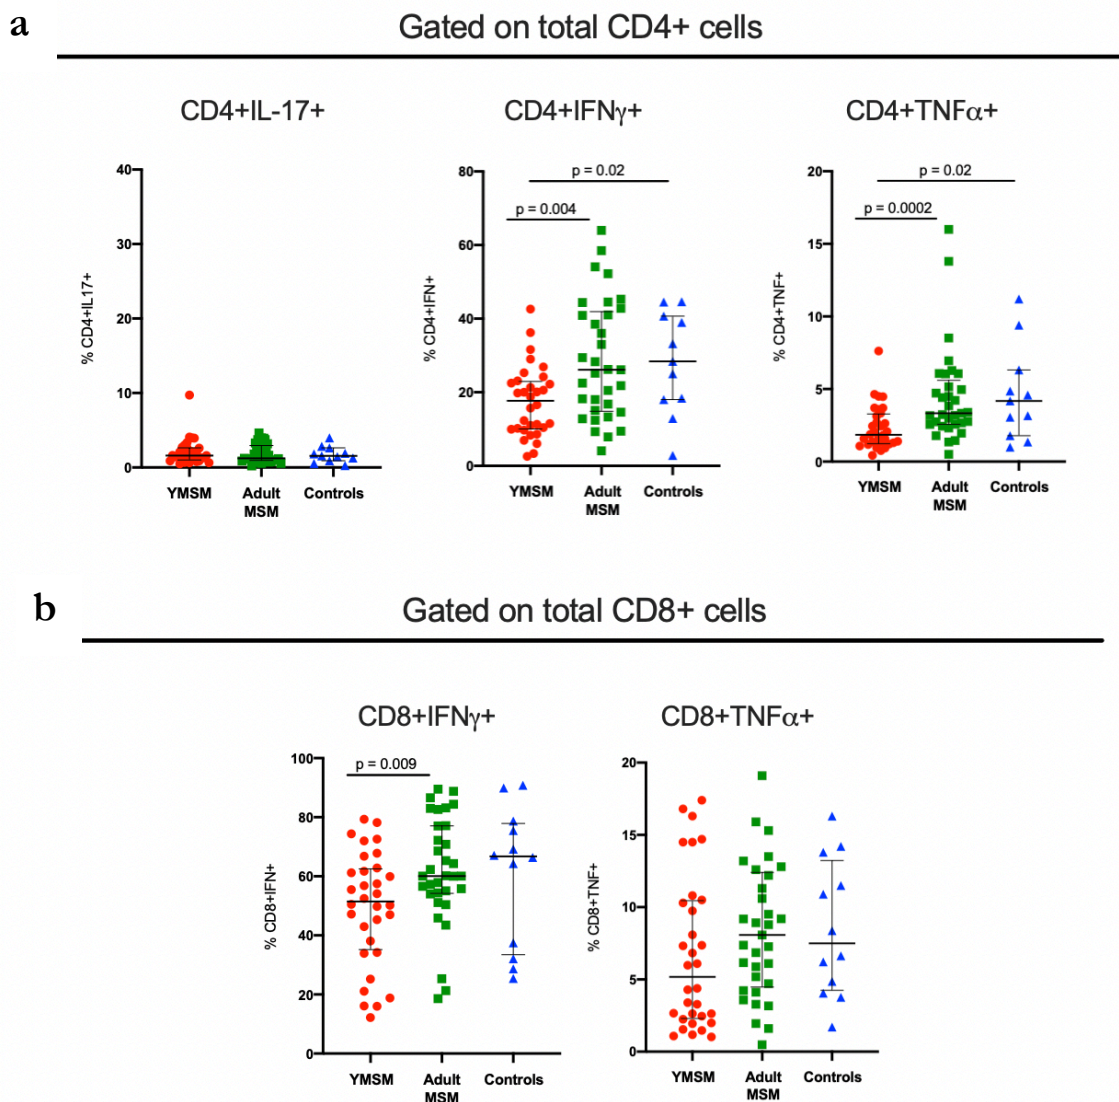 a
Gated on total CD4+ cells
CD4+IL-17+
CD4+IFNγ+
CD4+TNFα+
% CD4+IL17+
40
30
20
10
0
YMSM
Adult
MSM
Controls
% CD4+IFN+
80
60
40
20
0
p = 0.02
p = 0.004
YMSM
Adult
MSM
Controls
% CD4+TNF+
20
15
10
5
0
p = 0.02
p = 0.0002
YMSM
Adult
MSM
Controls
b
Gated on total CD8+ cells
CD8+IFNγ+
CD8+TNFα+
% CD8+IFN+
100
80
60
40
20
0
p = 0.009
YMSM
Adult
MSM
Controls
% CD8+TNF+
20
15
10
5
0
YMSM
Adult
MSM
Controls